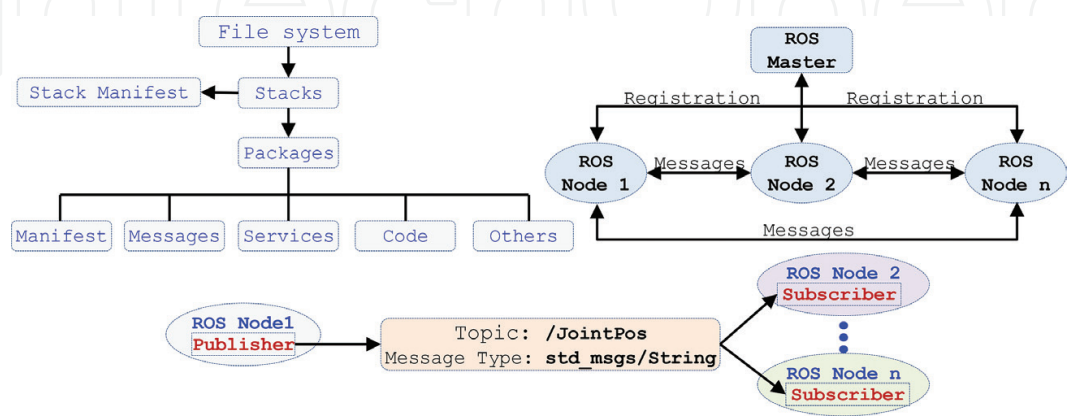 File system
Stack Manifest
Stacks
Packages
Manifest
Messages
Services
Code
Others
ROS
Master
Registration
Registration
ROS
Node 1
Messages
ROS
Node 2
Messages
ROS
Node n
Messages
ROS Node1
Publisher
Topic: /JointPos
Message Type: std_msgs/String
ROS Node 2
Subscriber
ROS Node n
Subscriber